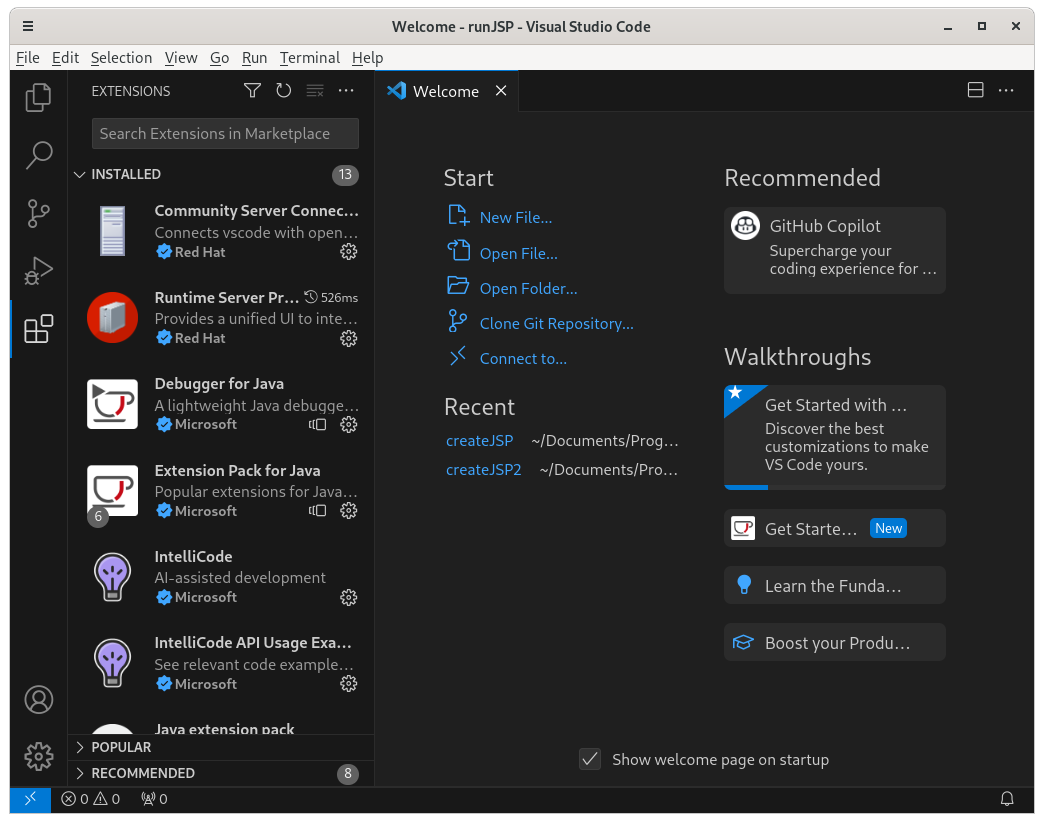 Welcome - runJSP - Visual Studio Code
File Edit Selection View Go Run Terminal Help
EXTENSIONS
Search Extensions in Marketplace
INSTALLED 13
Community Server Connec...
Connects vscode with open...
Red Hat
Runtime Server Pr... 526ms
Provides a unified UI to inte...
Red Hat
Debugger for Java
A lightweight Java debugge...
Microsoft
Extension Pack for Java
Popular extensions for Java...
6
Microsoft
IntelliCode
AI-assisted development
Microsoft
IntelliCode API Usage Exa...
See relevant code example...
Microsoft
Java extension pack
POPULAR
RECOMMENDED 8
Welcome
Start
New File...
Open File...
Open Folder...
Clone Git Repository...
Connect to...
Recent
createJSP ~/Documents/Prog...
createJSP2 ~/Documents/Pro...
Recommended
GitHub Copilot
Supercharge your
coding experience for ...
Walkthroughs
Get Started with ...
Discover the best
customizations to make
VS Code yours.
Get Starte... New
Learn the Funda...
Boost your Produ...
Show welcome page on startup
0 0 0